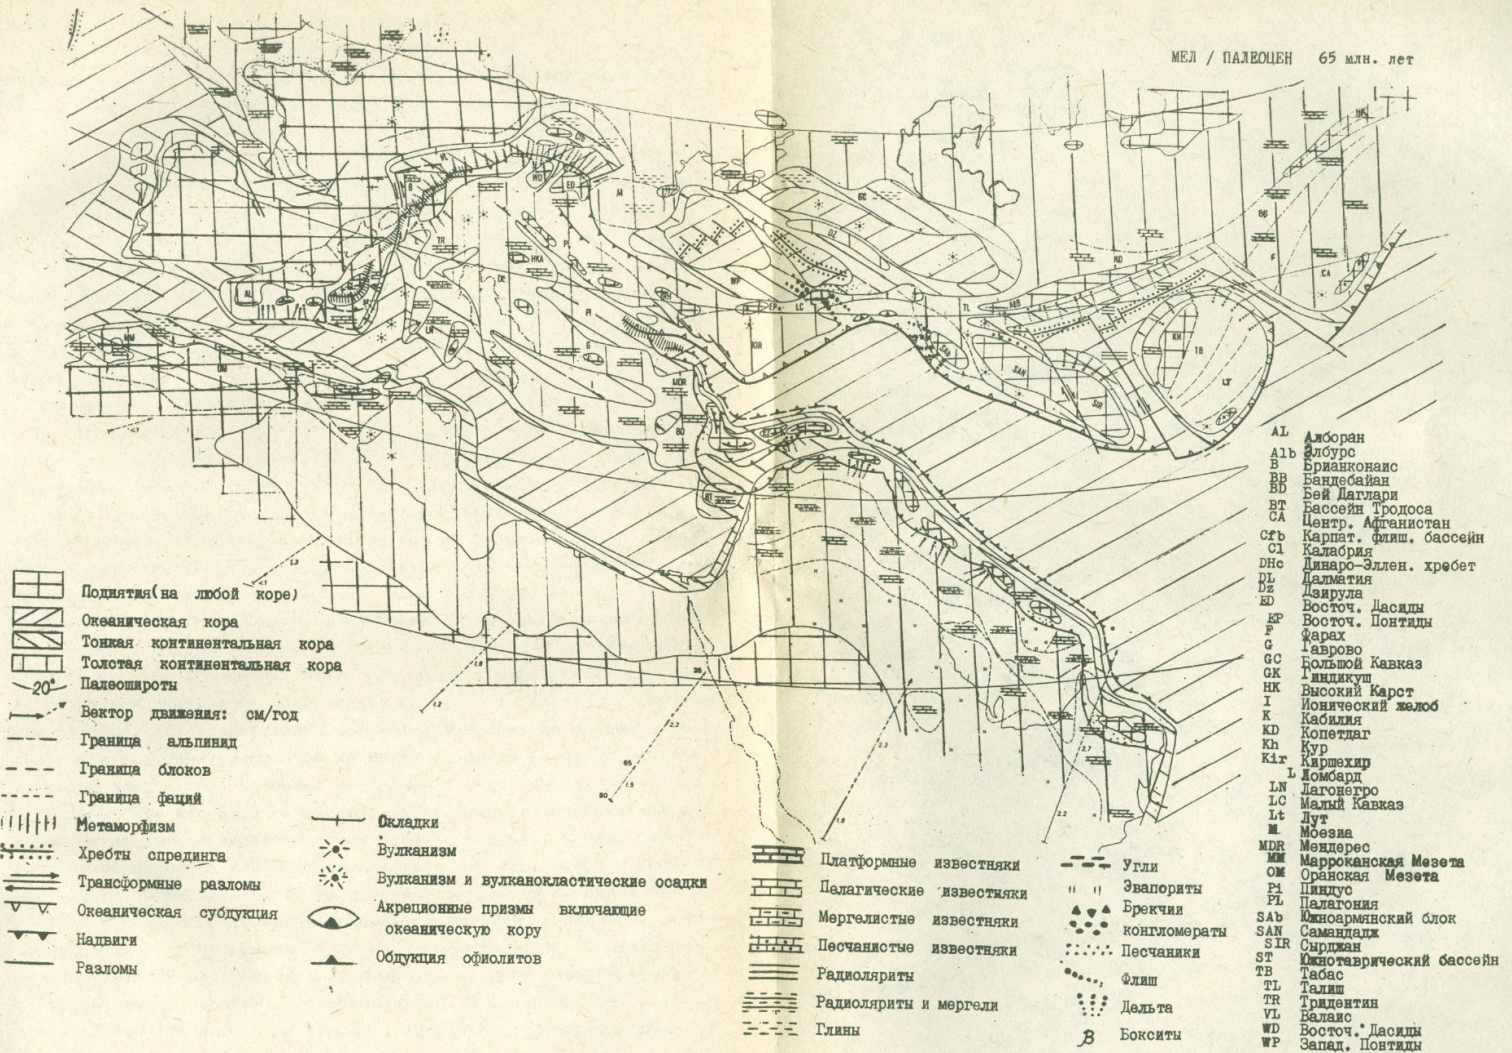 МЕЛ / ПАЛЕОЦЕН 65 млн. лет
AL Алборан
Alb Элбурс
B Брианконаис
BB Бандебайан
BD Бей Даглари
BT Бассейн Тродоса
CA Центр. Афганистан
Cfb Карпат. флиш. бассейн
Cl Калабрия
DHc Динаро-Эллен. хребет
DL Далматия
Dz Дзирула
ED Восточ. Дасиды
EP Восточ. Понтиды
F Фарах
G Гаврово
GC Большой Кавказ
GK Гиндикуш
HK Высокий Карст
I Ионический желоб
K Кабилия
KD Копетдаг
Kh Кур
Kir Киршехир
L Ломбард
LN Лагонегро
LC Малый Кавказ
Lt Лут
M Моезиа
MDR Мендерес
MM Марроканская Мезета
OM Оранская Мезета
Pi Пиндус
PL Палагония
SAb Южноармянский блок
SAN Самандадж
SIR Сырджан
ST Южнотаврический бассейн
TB Табас
TL Талиш
TR Тридентин
VL Валаис
WD Восточ. Дасиды
WP Запад. Понтиды
Поднятия(на любой коре)
Океаническая кора
Тонкая континентальная кора
Толстая континентальная кора
20° Палеошироты
Вектор движения: см/год
Граница альпинид
Граница блоков
Граница фаций
Метаморфизм
Хребты спрединга
Трансформные разломы
Океаническая субдукция
Надвиги
Разломы
Складки
Вулканизм
Вулканизм и вулканокластические осадки
Акреционные призмы включающие
океаническую кору
Обдукция офиолитов
Платформные известняки
Пелагические известняки
Мергелистые известняки
Песчанистые известняки
Радиоляриты
Радиоляриты и мергели
Глины
Угли
Эвапориты
Брекчии
конгломераты
Песчаники
Флиш
Дельта
B Бокситы